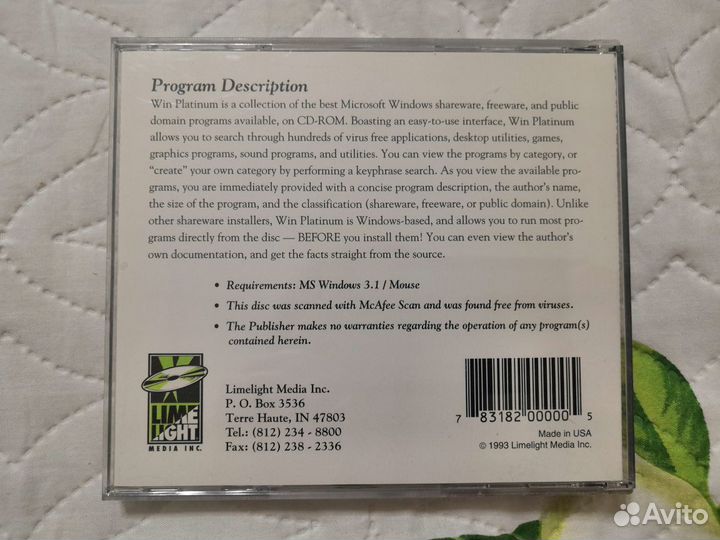 Program Description
Win Platinum is a collection of the best Microsoft Windows shareware, freeware, and public
domain programs available, on CD-ROM. Boasting an easy-to-use interface, Win Platinum
allows you to search through hundreds of virus free applications, desktop utilities, games,
graphics programs, sound programs, and utilities. You can view the programs by category, or
“create” your own category by performing a keyphrase search. As you view the available pro-
grams, you are immediately provided with a concise program description, the author’s name,
the size of the program, and the classification (shareware, freeware, or public domain). Unlike
other shareware installers, Win Platinum is Windows-based, and allows you to run most pro-
grams directly from the disc — BEFORE you install them! You can even view the author’s
own documentation, and get the facts straight from the source.
• Requirements: MS Windows 3.1 / Mouse
• This disc was scanned with McAfee Scan and was found free from viruses.
• The Publisher makes no warranties regarding the operation of any program(s)
contained herein.
LIME
LIGHT
MEDIA INC.
Limelight Media Inc.
P. O. Box 3536
Terre Haute, IN 47803
Tel.: (812) 234 - 8800
Fax: (812) 238 - 2336
7 83182 00000 5
Made in USA
© 1993 Limelight Media Inc.
Avito